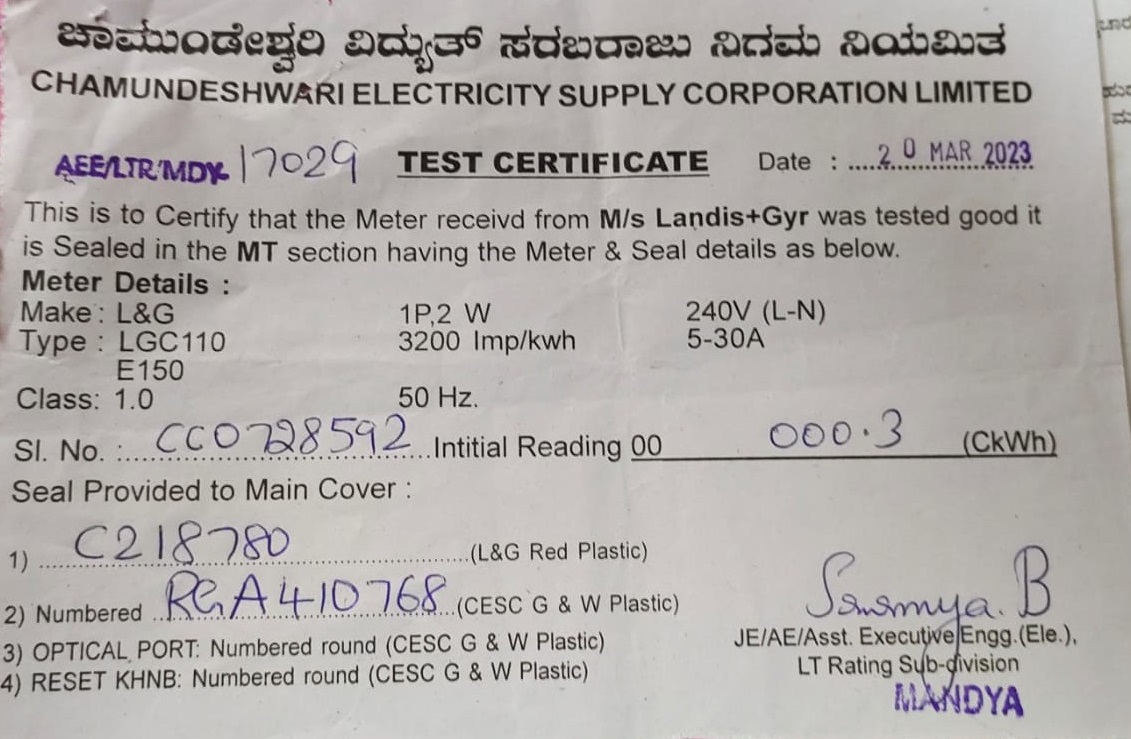 ಚಾಮುಂಡೇಶ್ವರಿ ವಿದ್ಯುತ್ ಸರಬರಾಜು ನಿಗಮ ನಿಯಮಿತ
CHAMUNDESHWARI ELECTRICITY SUPPLY CORPORATION LIMITED
AEE/LTR/MDY 17029 TEST CERTIFICATE Date : 20 MAR 2023
This is to Certify that the Meter receivd from M/s Landis+Gyr was tested good it
is Sealed in the MT section having the Meter & Seal details as below.
Meter Details :
Make : L&G 1P,2 W 240V (L-N)
Type : LGC110 3200 Imp/kwh 5-30A
E150
Class: 1.0 50 Hz.
Sl. No. : CC0728592 Intitial Reading 00 000.3 (CkWh)
Seal Provided to Main Cover :
1) C218780 (L&G Red Plastic)
2) Numbered RGA410768 (CESC G & W Plastic)
3) OPTICAL PORT: Numbered round (CESC G & W Plastic)
4) RESET KHNB: Numbered round (CESC G & W Plastic)
JE/AE/Asst. Executive Engg.(Ele.),
LT Rating Sub-division
MANDYA